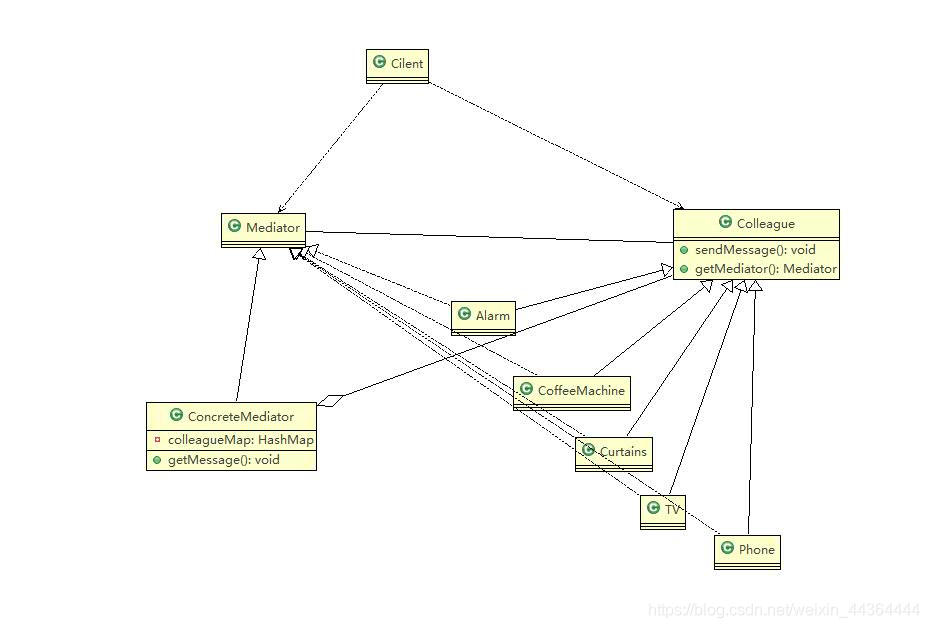 Cilent
Mediator
Colleague
sendMessage(): void
getMediator(): Mediator
Alarm
CoffeeMachine
ConcreteMediator
colleagueMap: HashMap
getMessage(): void
Curtains
TV
Phone
https://blog.csdn.net/weixin_44364444